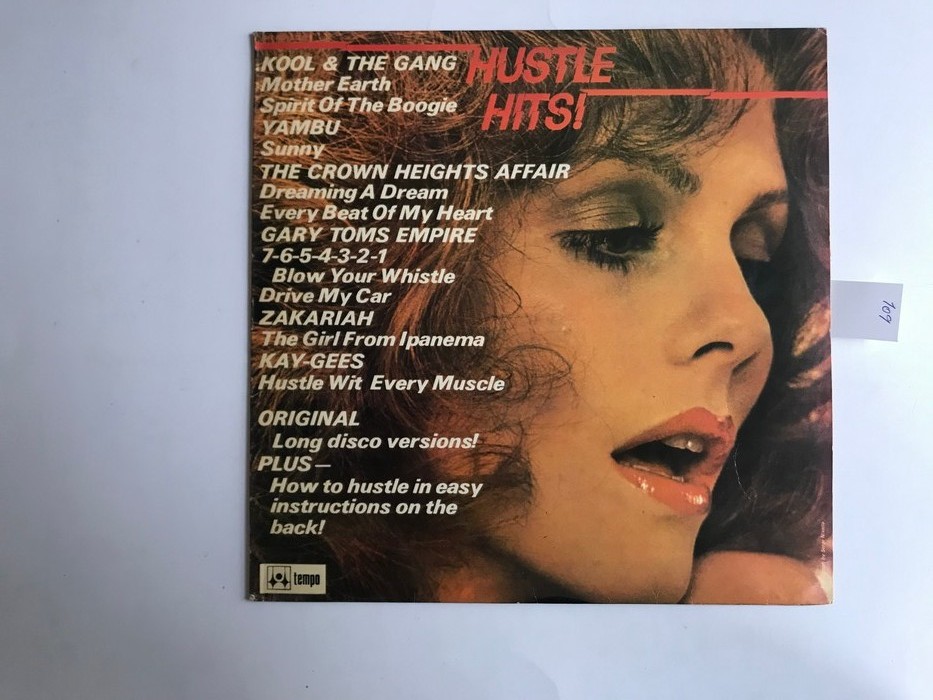 HUSTLE
HITS!
KOOL & THE GANG
Mother Earth
Spirit Of The Boogie
YAMBU
Sunny
THE CROWN HEIGHTS AFFAIR
Dreaming A Dream
Every Beat Of My Heart
GARY TOMS EMPIRE
7-6-5-4-3-2-1
Blow Your Whistle
Drive My Car
ZAKARIAH
The Girl From Ipanema
KAY-GEES
Hustle Wit Every Muscle
ORIGINAL
Long disco versions!
PLUS—
How to hustle in easy
instructions on the
back!
tempo
109